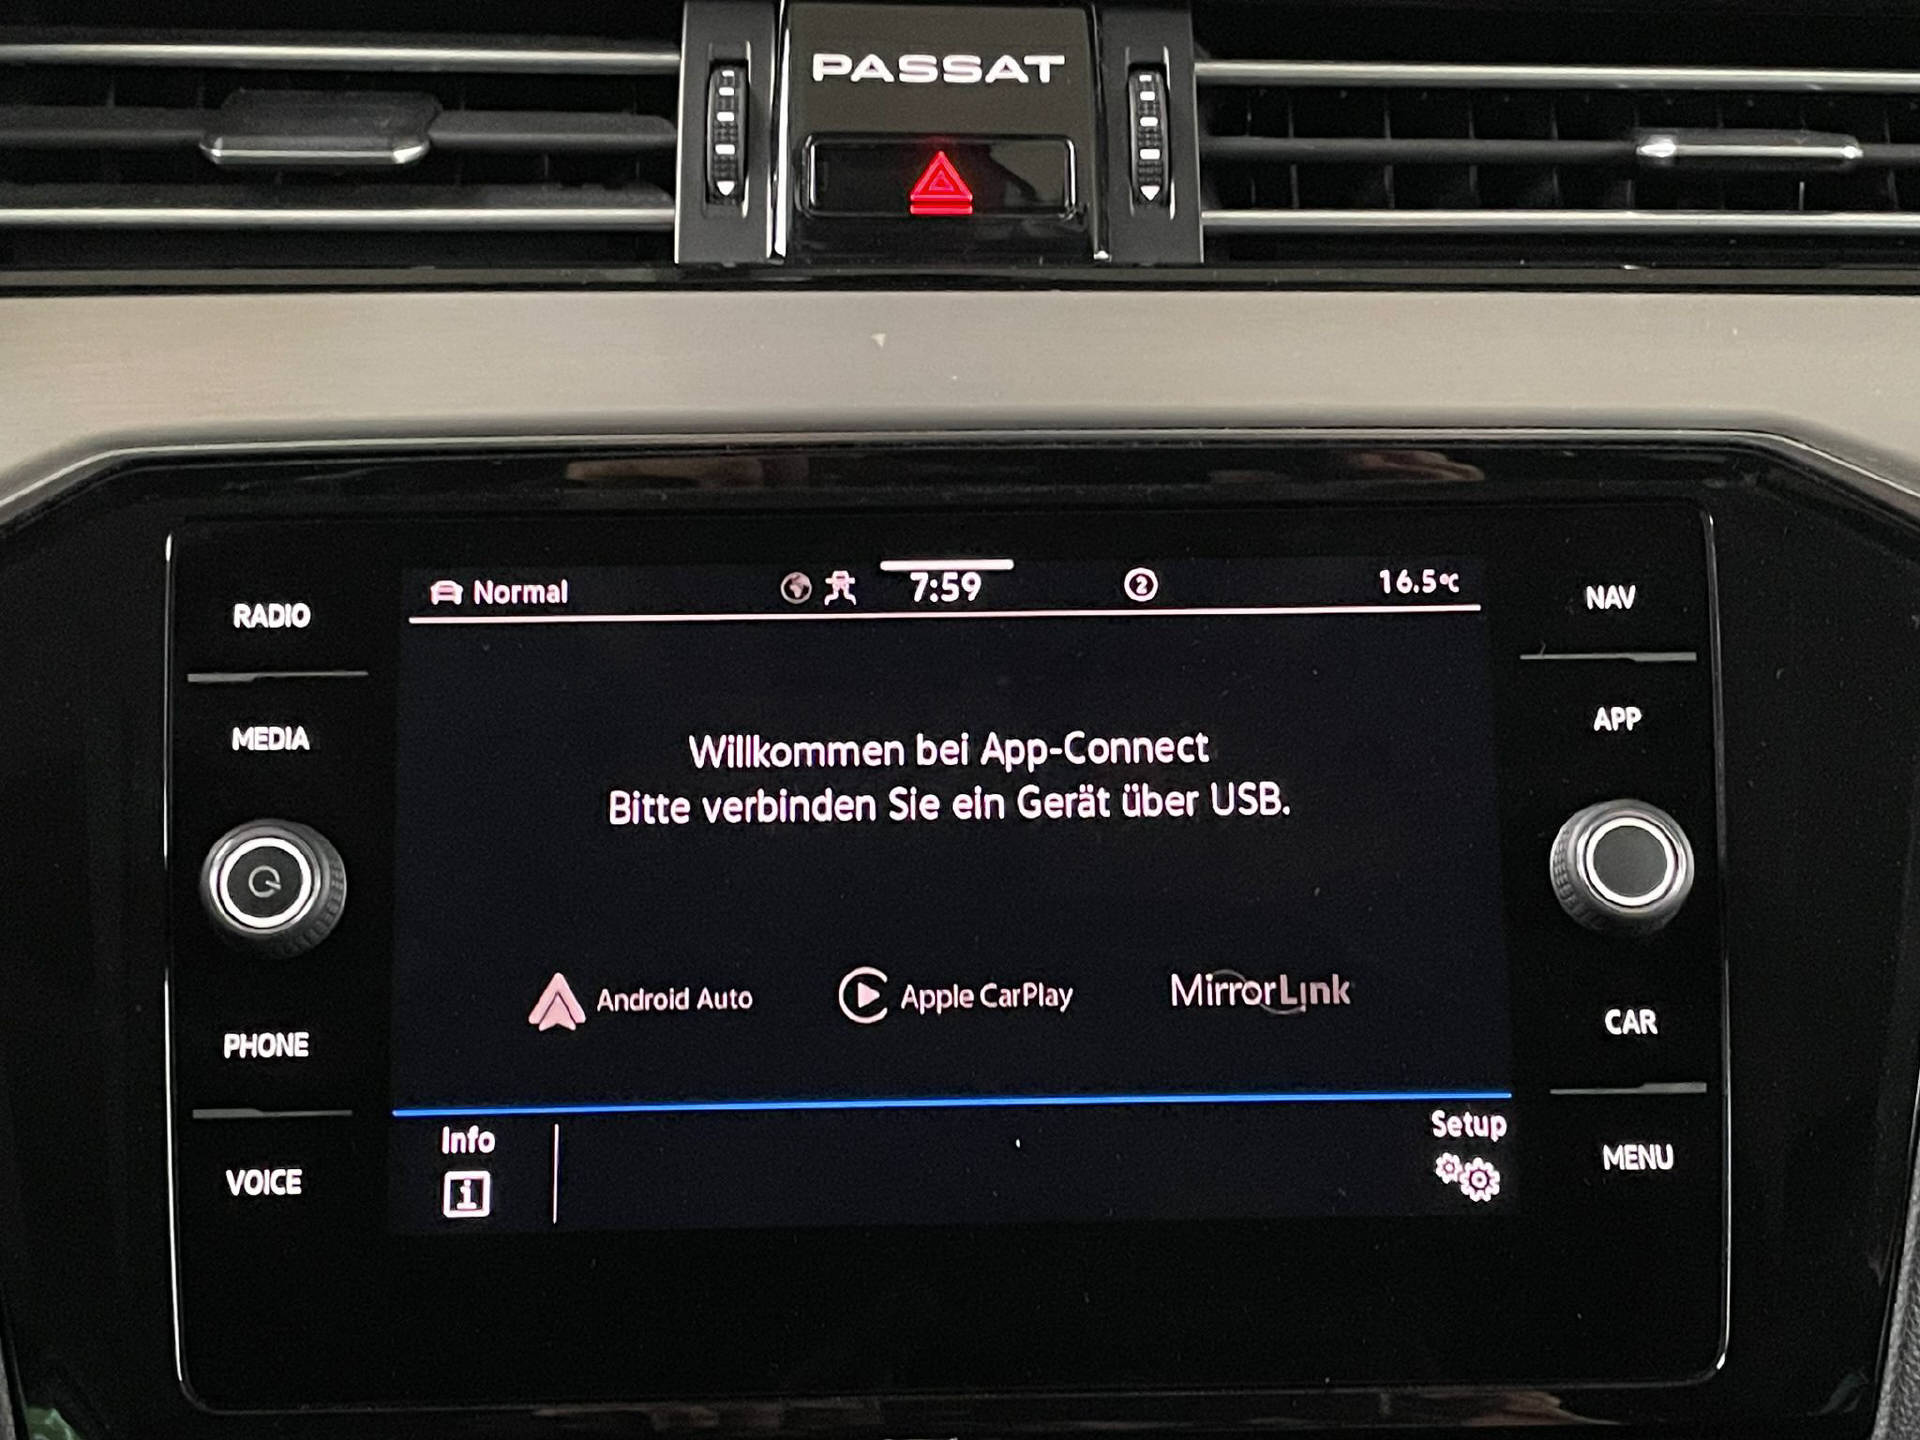 PASSAT
Normal 7:59 2 16.5°C
RADIO
NAV
MEDIA
APP
Willkommen bei App-Connect
Bitte verbinden Sie ein Gerät über USB.
Android Auto
Apple CarPlay
MirrorLink
PHONE
CAR
Info
Setup
VOICE
MENU